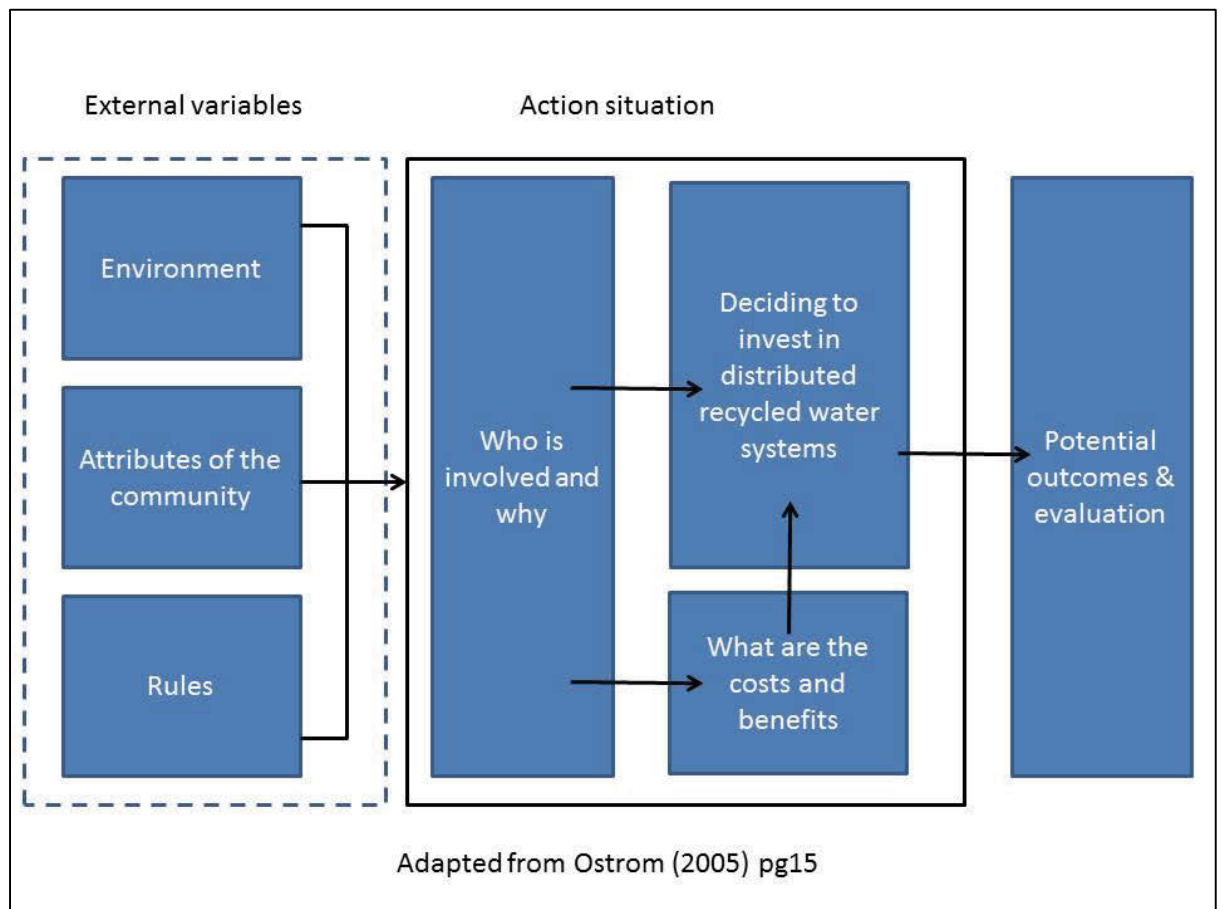 External variables
Action situation
Environment
Attributes of the
community
Rules
Who is
involved and
why
Deciding to
invest in
distributed
recycled water
systems
What are the
costs and
benefits
Potential
outcomes &
evaluation
Adapted from Ostrom (2005) pg15